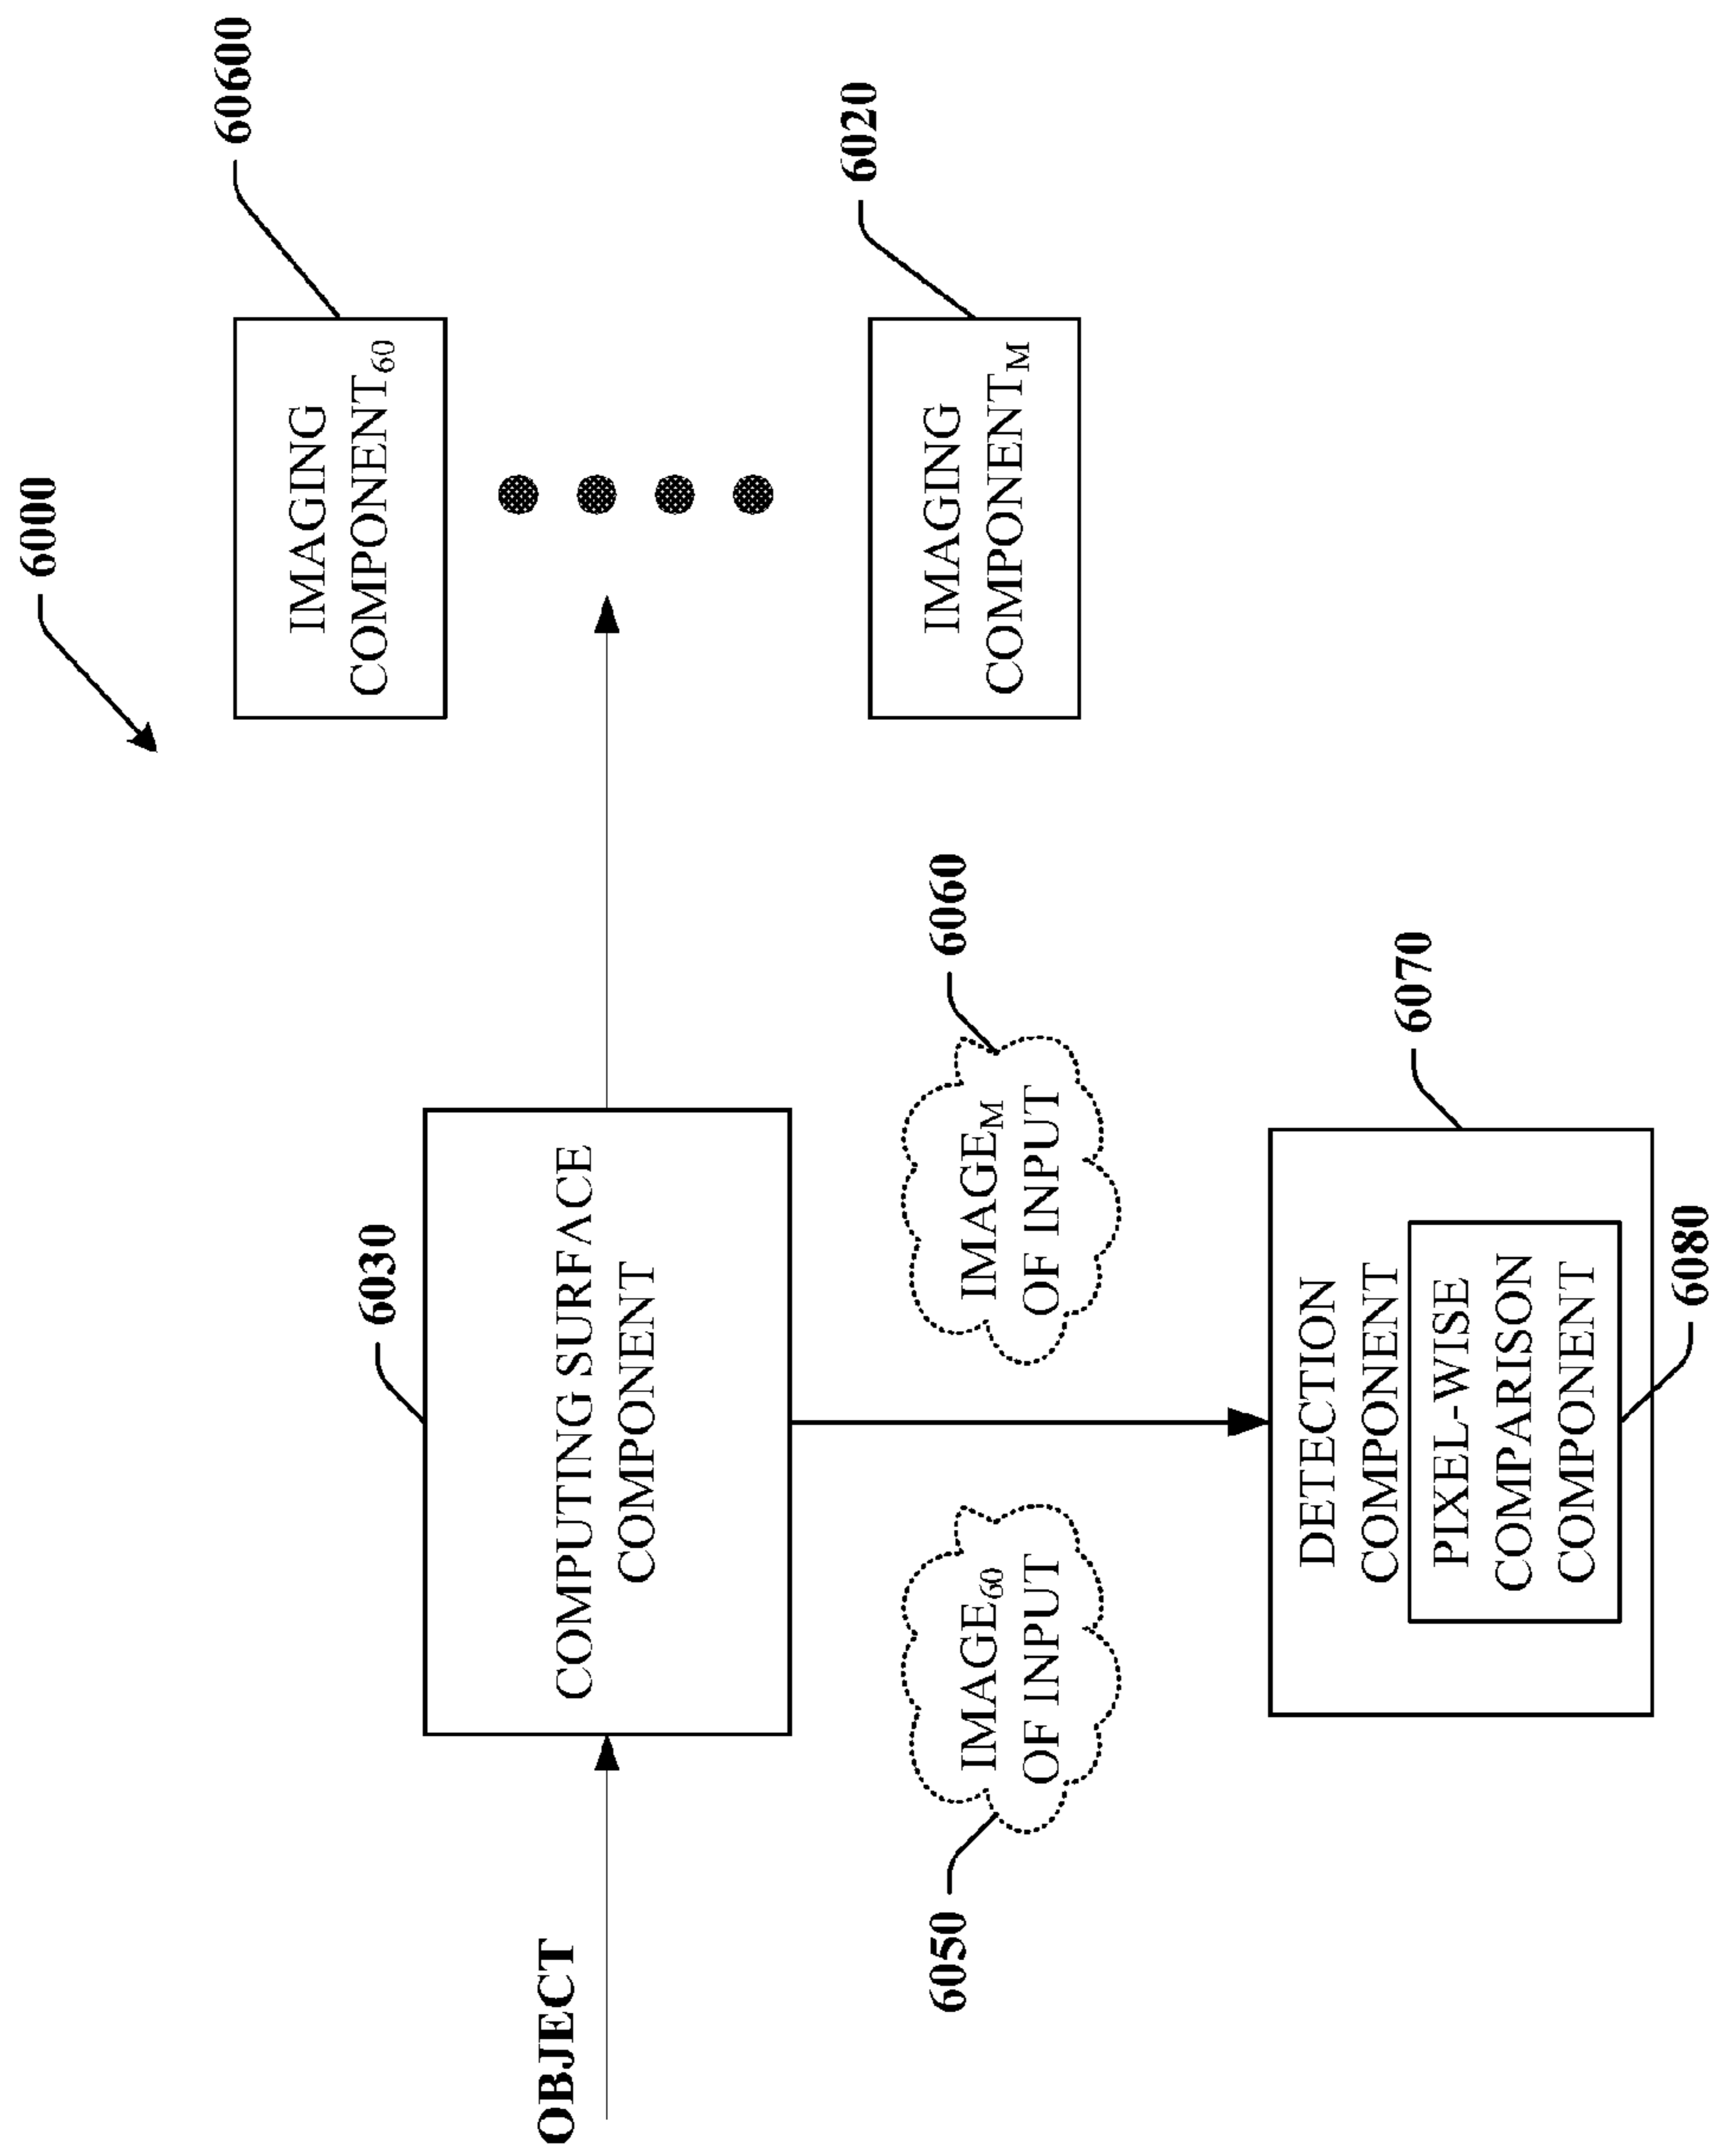 6000
60600
IMAGING
COMPONENT60
6020
IMAGING
COMPONENTM
OBJECT
6030
COMPUTING SURFACE
COMPONENT
6050
IMAGE60
OF INPUT
6060
IMAGEM
OF INPUT
6070
DETECTION
COMPONENT
PIXEL-WISE
COMPARISON
COMPONENT
6080